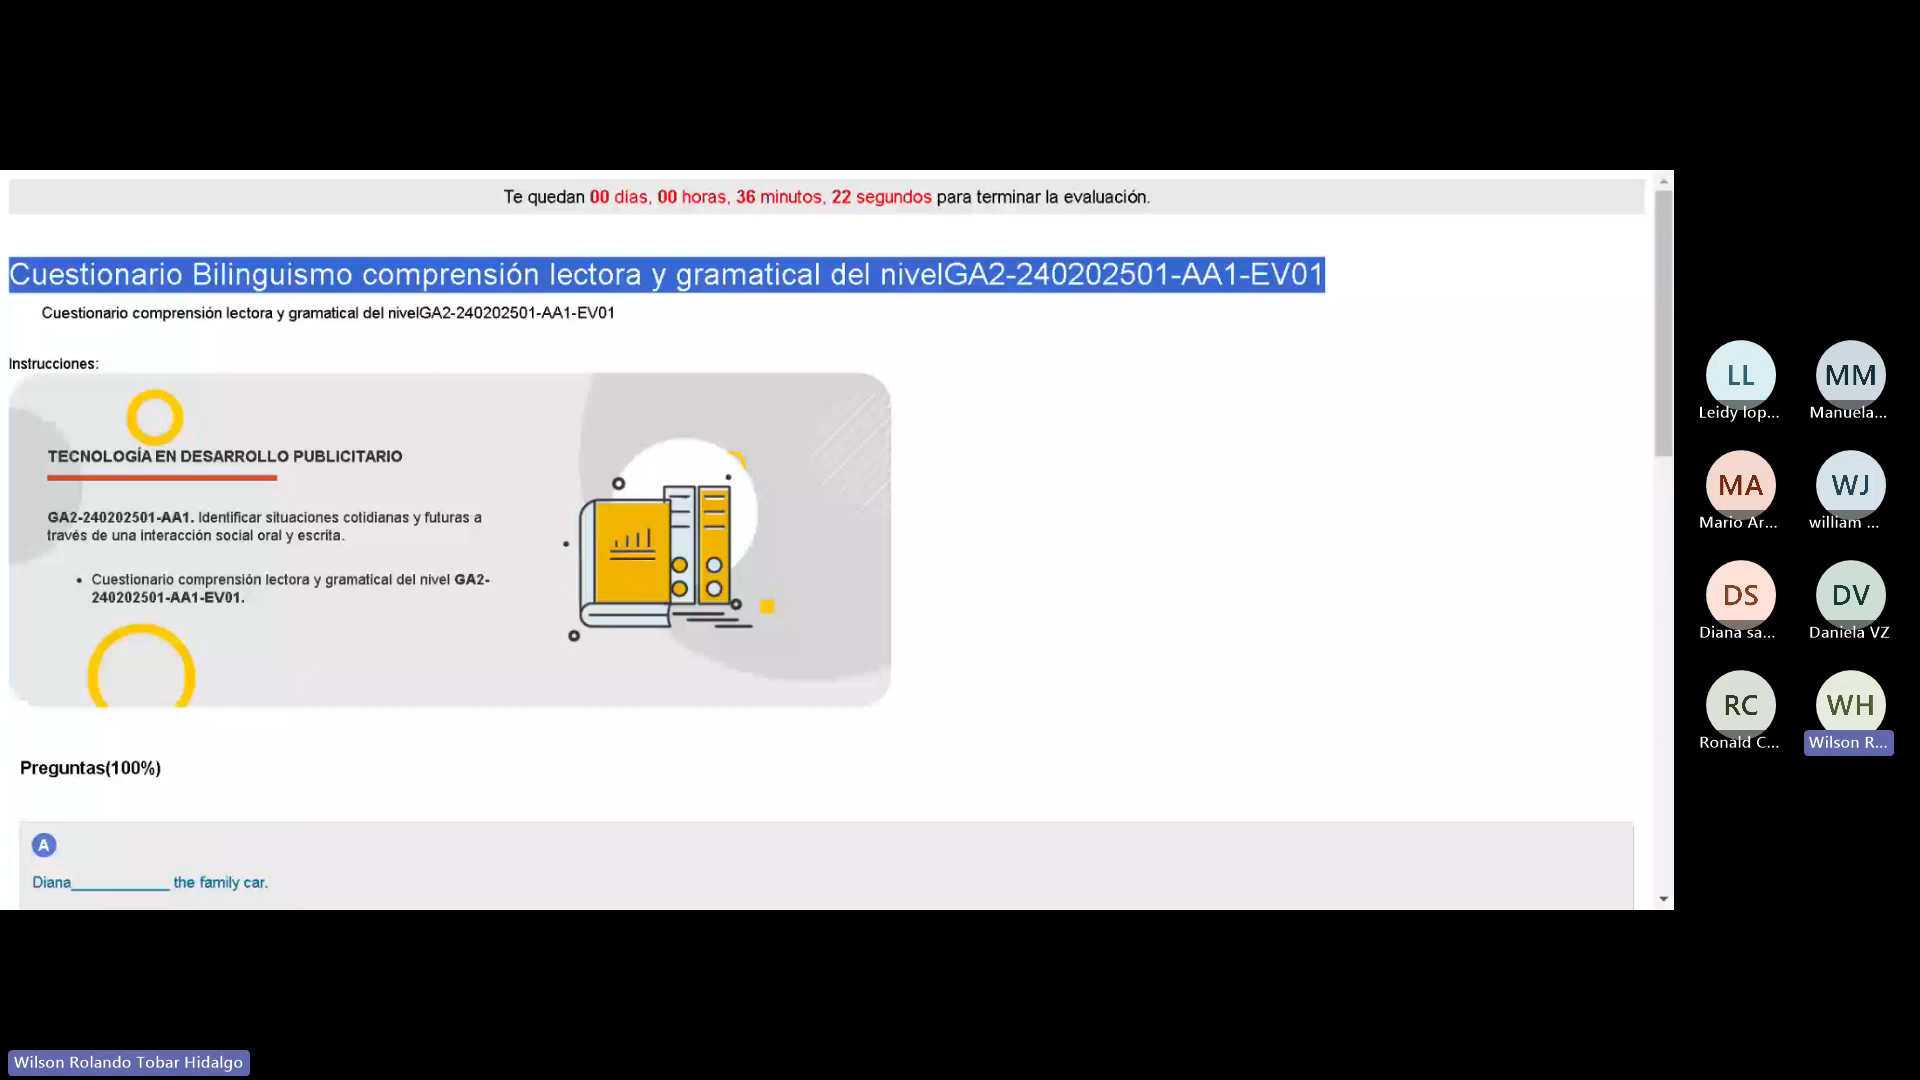 Te quedan 00 días, 00 horas, 36 minutos, 22 segundos para terminar la evaluación.
Cuestionario Bilinguismo comprensión lectora y gramatical del nivelGA2-240202501-AA1-EV01
Cuestionario comprensión lectora y gramatical del nivelGA2-240202501-AA1-EV01
Instrucciones:
TECNOLOGÍA EN DESARROLLO PUBLICITARIO
GA2-240202501-AA1. Identificar situaciones cotidianas y futuras a
través de una interacción social oral y escrita.
• Cuestionario comprensión lectora y gramatical del nivel GA2-
240202501-AA1-EV01.
Preguntas(100%)
A
Diana____________ the family car.
LL
Leidy lop...
MM
Manuela...
MA
Mario Ar...
WJ
william ...
DS
Diana sa...
DV
Daniela VZ
RC
Ronald C...
WH
Wilson R...
Wilson Rolando Tobar Hidalgo